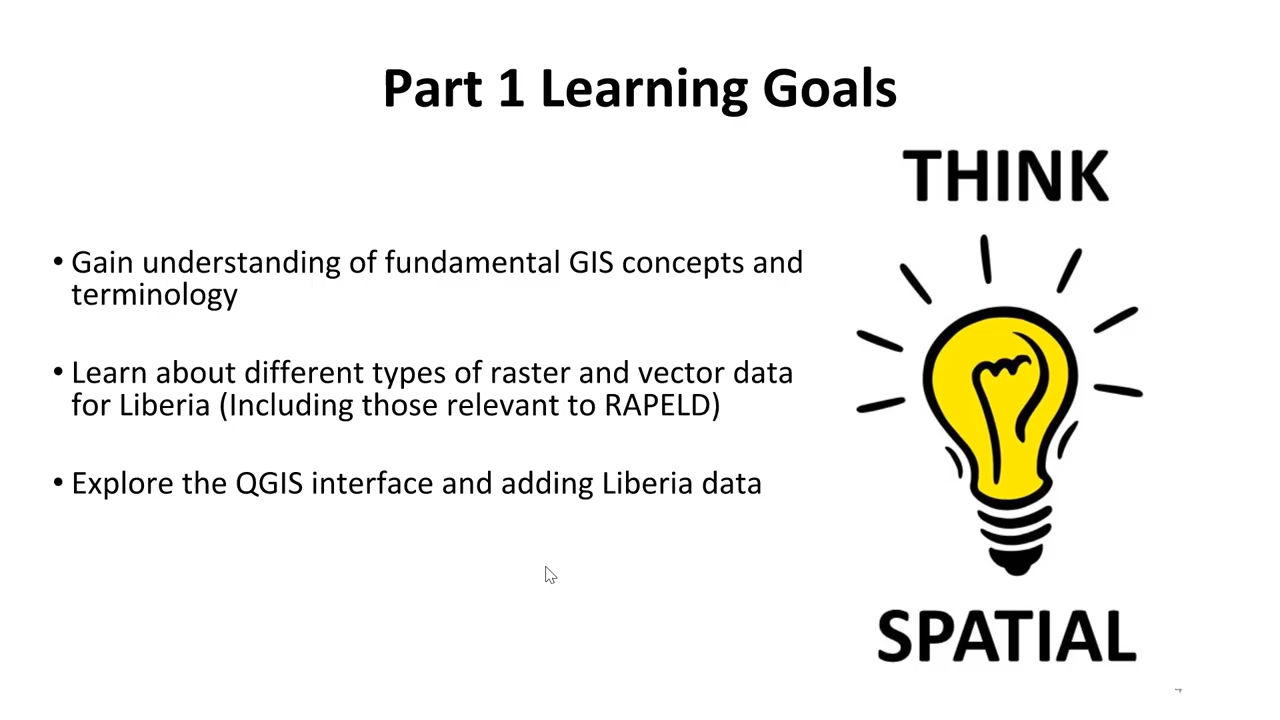 Part 1 Learning Goals
THINK
• Gain understanding of fundamental GIS concepts and
terminology
• Learn about different types of raster and vector data
for Liberia (Including those relevant to RAPELD)
• Explore the QGIS interface and adding Liberia data
SPATIAL
4